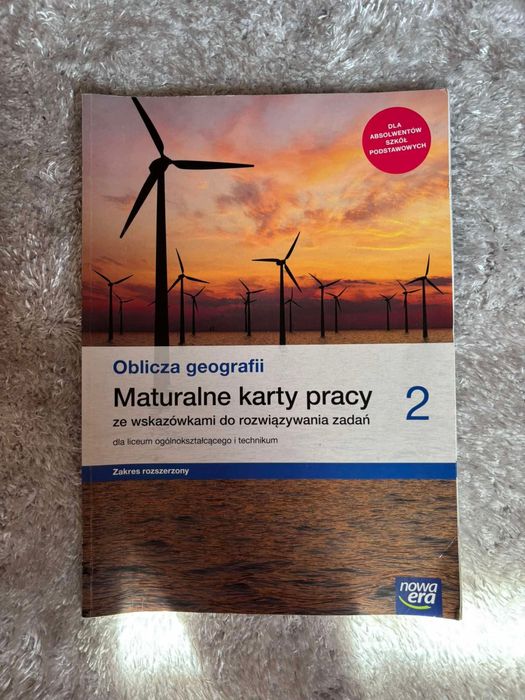 DLA
ABSOLWENTÓW
SZKÓŁ
PODSTAWOWYCH
Oblicza geografii
Maturalne karty pracy 2
ze wskazówkami do rozwiązywania zadań
dla liceum ogólnokształcącego i technikum
Zakres rozszerzony
nowa
era